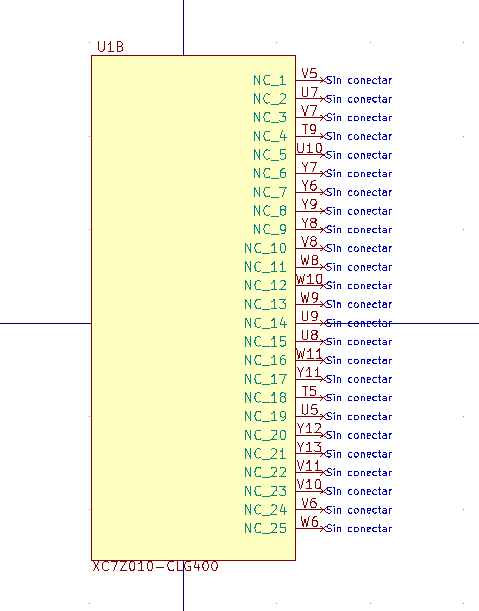 U1B
NC_1 V5 Sin conectar
NC_2 U7 Sin conectar
NC_3 V7 Sin conectar
NC_4 T9 Sin conectar
NC_5 U10 Sin conectar
NC_6 Y7 Sin conectar
NC_7 Y6 Sin conectar
NC_8 Y9 Sin conectar
NC_9 Y8 Sin conectar
NC_10 V8 Sin conectar
NC_11 W8 Sin conectar
NC_12 W10 Sin conectar
NC_13 W9 Sin conectar
NC_14 U9 Sin conectar
NC_15 U8 Sin conectar
NC_16 W11 Sin conectar
NC_17 Y11 Sin conectar
NC_18 T5 Sin conectar
NC_19 U5 Sin conectar
NC_20 Y12 Sin conectar
NC_21 Y13 Sin conectar
NC_22 V11 Sin conectar
NC_23 V10 Sin conectar
NC_24 V6 Sin conectar
NC_25 W6 Sin conectar
XC7Z010-CLG400